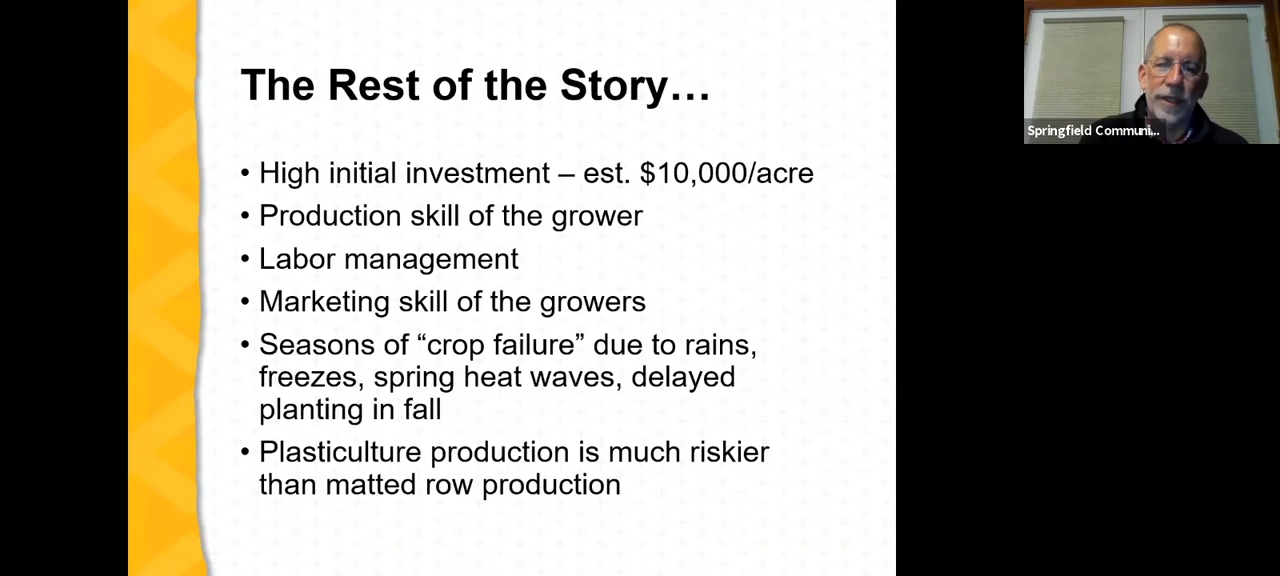 The Rest of the Story…
• High initial investment – est. $10,000/acre
• Production skill of the grower
• Labor management
• Marketing skill of the growers
• Seasons of “crop failure” due to rains,
freezes, spring heat waves, delayed
planting in fall
• Plasticulture production is much riskier
than matted row production
Springfield Communi...